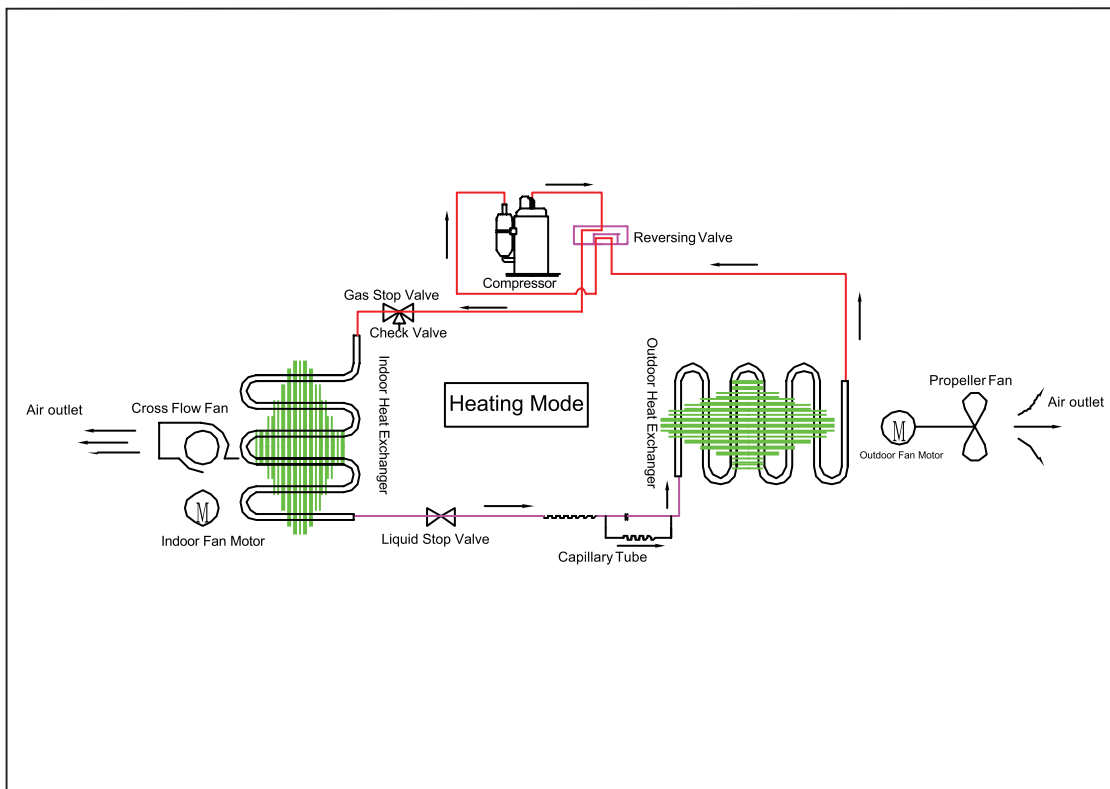 Reversing Valve
Compressor
Gas Stop Valve
Check Valve
Indoor Heat Exchanger
Outdoor Heat Exchanger
Heating Mode
Propeller Fan
Air outlet
Cross Flow Fan
Air outlet
M
Outdoor Fan Motor
M
Indoor Fan Motor
Liquid Stop Valve
Capillary Tube